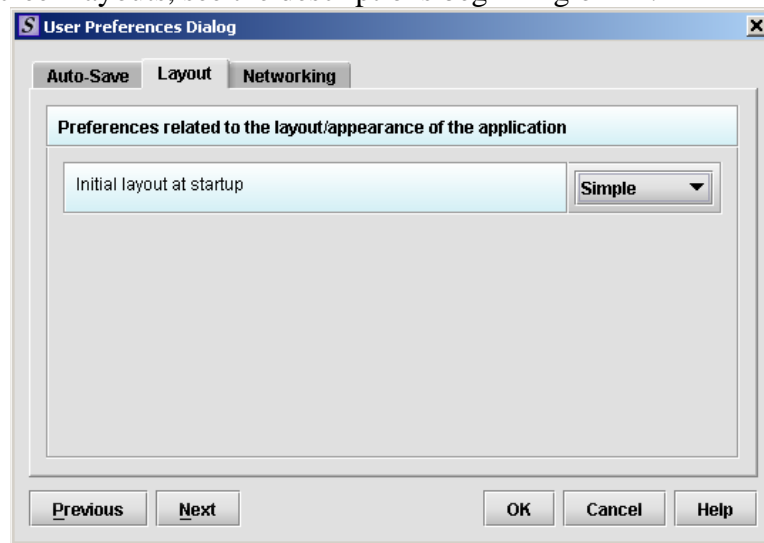 User Preferences Dialog
Auto-Save Layout Networking
Preferences related to the layout/appearance of the application
Initial layout at startup
Simple
Previous Next OK Cancel Help